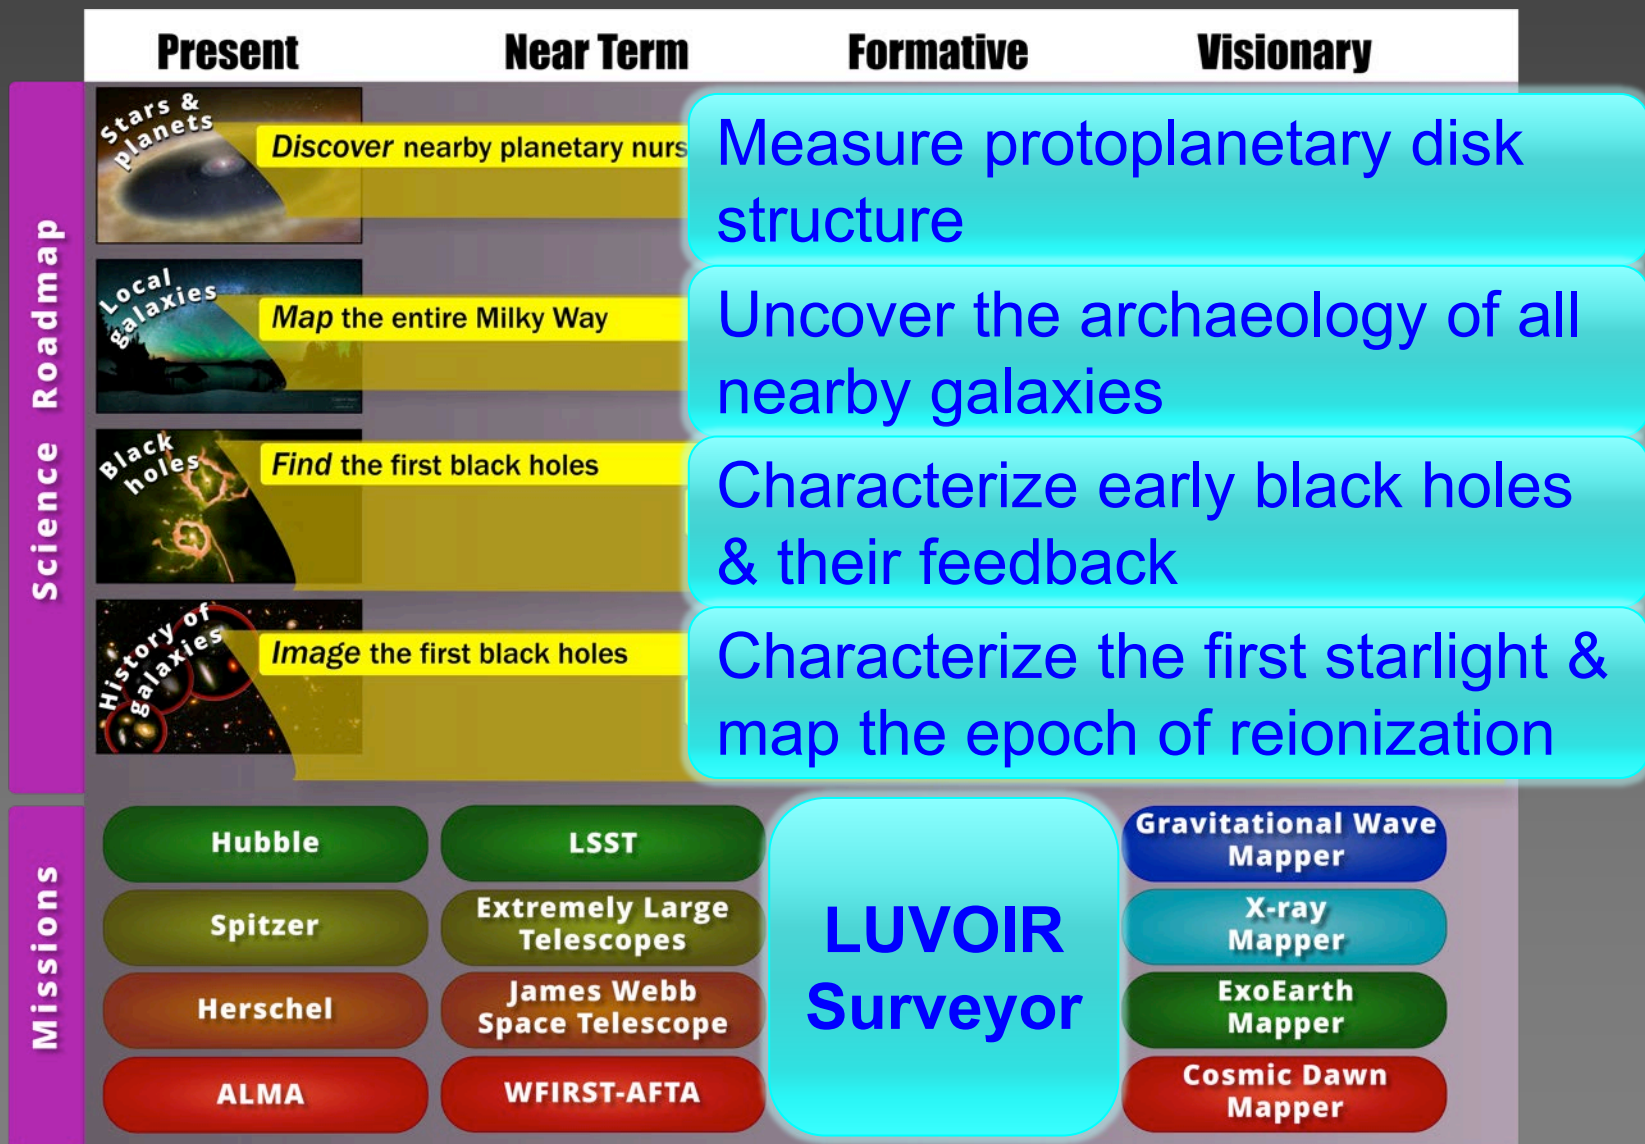 Present Near Term Formative Visionary
Science Roadmap
Stars &
planets
Discover nearby planetary nurs
Measure protoplanetary disk
structure
Local
galaxies
Map the entire Milky Way
Uncover the archaeology of all
nearby galaxies
Black
holes
Find the first black holes
Characterize early black holes
& their feedback
History of
galaxies
Image the first black holes
Characterize the first starlight &
map the epoch of reionization
Missions
Hubble
Spitzer
Herschel
ALMA
LSST
Extremely Large
Telescopes
James Webb
Space Telescope
WFIRST-AFTA
LUVOIR
Surveyor
Gravitational Wave
Mapper
X-ray
Mapper
ExoEarth
Mapper
Cosmic Dawn
Mapper